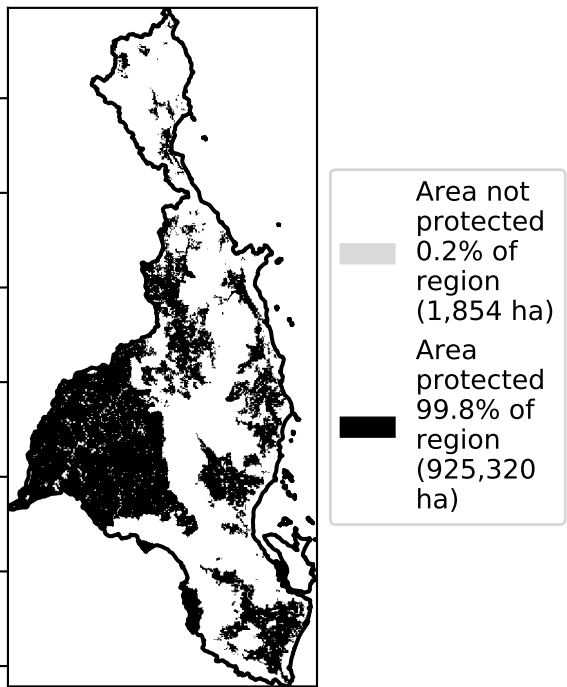 Area not
protected
0.2% of
region
(1,854 ha)
Area
protected
99.8% of
region
(925,320
ha)